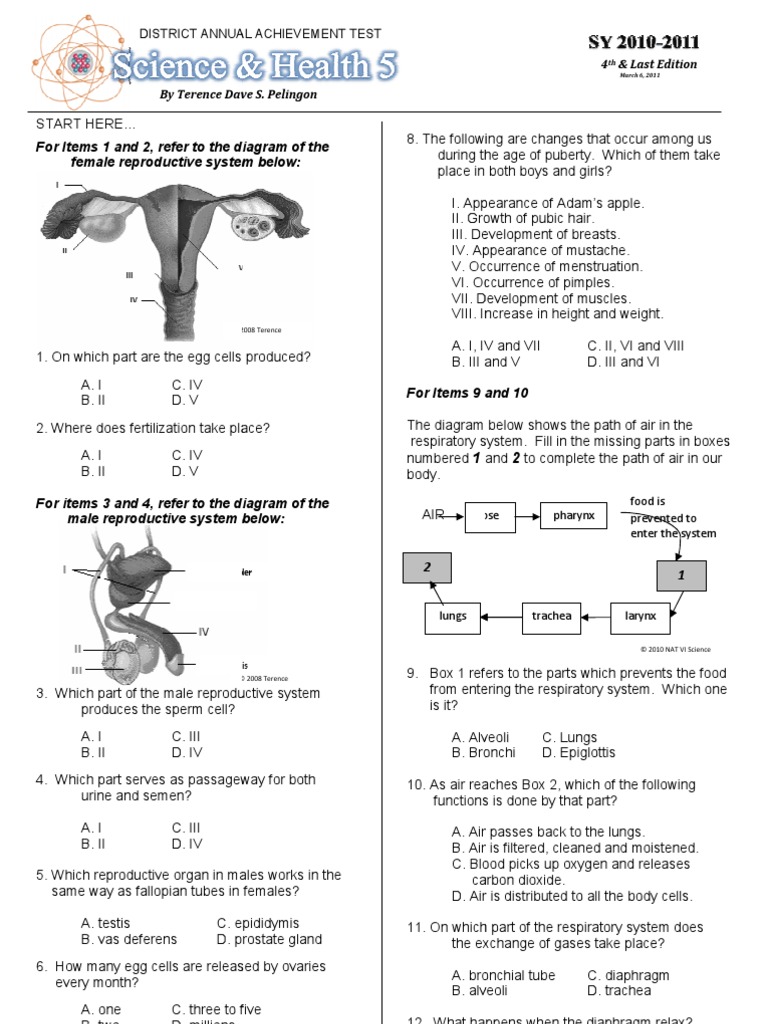 DISTRICT ANNUAL ACHIEVEMENT TEST
Science & Health 5
By Terence Dave S. Pelingon
SY 2010-2011
4th & Last Edition
March 6, 2011
START HERE...
For Items 1 and 2, refer to the diagram of the
female reproductive system below:
I
II
III
IV
V
2008 Terence
1. On which part are the egg cells produced?
A. I C. IV
B. II D. V
2. Where does fertilization take place?
A. I C. IV
B. II D. V
For items 3 and 4, refer to the diagram of the
male reproductive system below:
I
IV
II
III
is
2008 Terence
3. Which part of the male reproductive system
produces the sperm cell?
A. I C. III
B. II D. IV
4. Which part serves as passageway for both
urine and semen?
A. I C. III
B. II D. IV
5. Which reproductive organ in males works in the
same way as fallopian tubes in females?
A. testis C. epididymis
B. vas deferens D. prostate gland
6. How many egg cells are released by ovaries
every month?
A. one C. three to five
B. two D. millions
8. The following are changes that occur among us
during the age of puberty. Which of them take
place in both boys and girls?
I. Appearance of Adam's apple.
II. Growth of pubic hair.
III. Development of breasts.
IV. Appearance of mustache.
V. Occurrence of menstruation.
VI. Occurrence of pimples.
VII. Development of muscles.
VIII. Increase in height and weight.
A. I, IV and VII C. II, VI and VIII
B. III and V D. III and VI
For Items 9 and 10
The diagram below shows the path of air in the
respiratory system. Fill in the missing parts in boxes
numbered 1 and 2 to complete the path of air in our
body.
food is
prevented to
enter the system
AIR
ose
pharynx
2
1
lungs
trachea
larynx
© 2010 NAT VI Science
9. Box 1 refers to the parts which prevents the food
from entering the respiratory system. Which one
is it?
A. Alveoli C. Lungs
B. Bronchi D. Epiglottis
10. As air reaches Box 2, which of the following
functions is done by that part?
A. Air passes back to the lungs.
B. Air is filtered, cleaned and moistened.
C. Blood picks up oxygen and releases
carbon dioxide.
D. Air is distributed to all the body cells.
11. On which part of the respiratory system does
the exchange of gases take place?
A. bronchial tube C. diaphragm
B. alveoli D. trachea
12. What happens when the diaphragm relax?